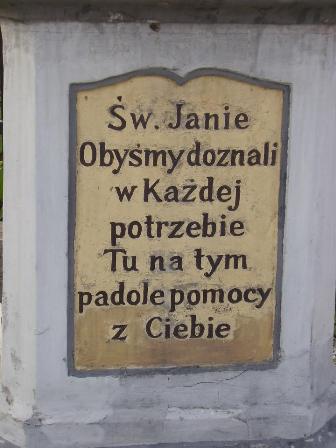 Św. Janie
Obyśmy doznali
w Każdej
potrzebie
Tu na tym
padole pomocy
z Ciebie